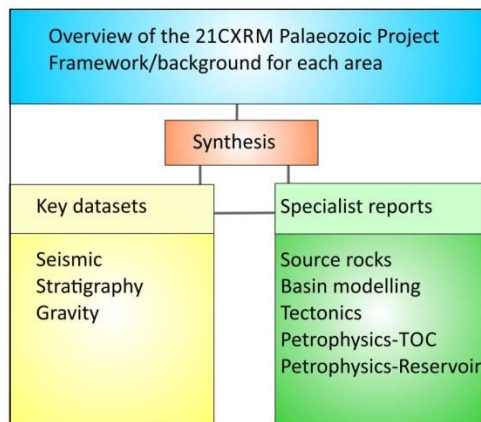 Overview of the 21CXRM Palaeozoic Project
Framework/background for each area
Synthesis
Key datasets
Seismic
Stratigraphy
Gravity
Specialist reports
Source rocks
Basin modelling
Tectonics
Petrophysics-TOC
Petrophysics-Reservoir